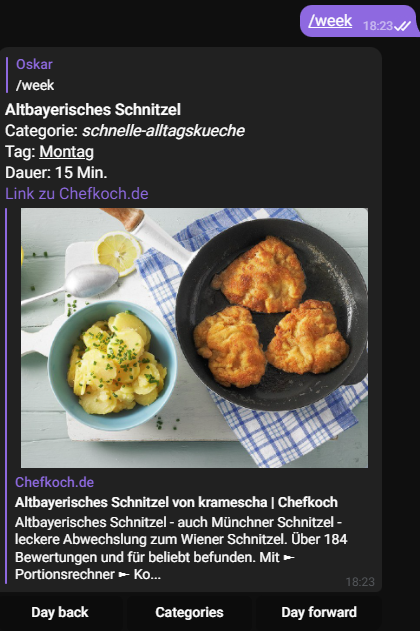 /week
18:23
Oskar
/week
Altbayerisches Schnitzel
Categorie: schnelle-alltagskueche
Tag: Montag
Dauer: 15 Min.
Link zu Chefkoch.de
Chefkoch.de
Altbayerisches Schnitzel von kramescha | Chefkoch
Altbayerisches Schnitzel - auch Münchner Schnitzel -
leckere Abwechslung zum Wiener Schnitzel. Über 184
Bewertungen und für beliebt befunden. Mit ►
Portionsrechner ► Ko...
18:23
Day back
Categories
Day forward